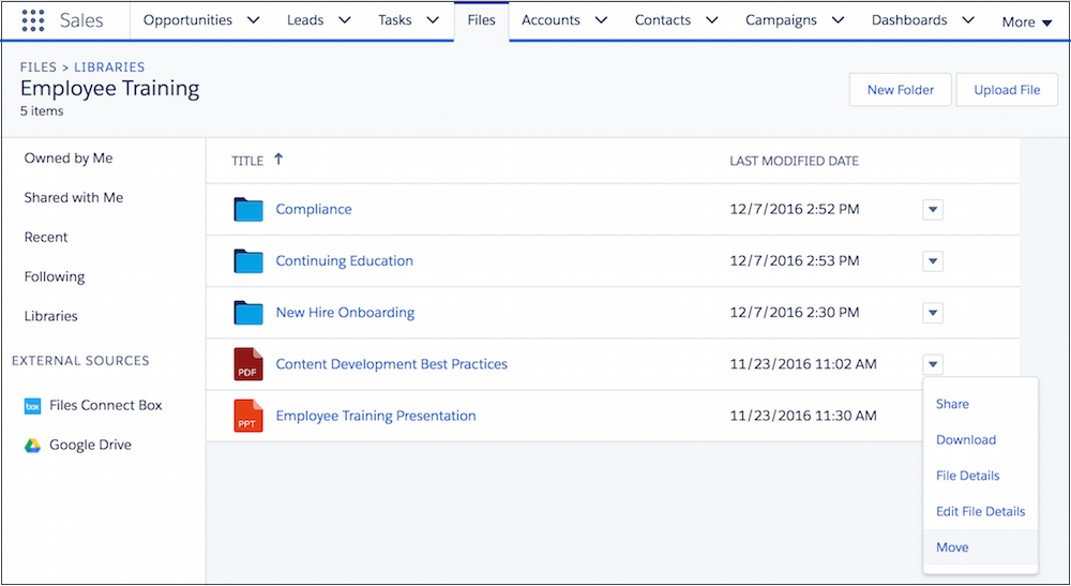 Sales Opportunities Leads Tasks Files Accounts Contacts Campaigns Dashboards More
FILES > LIBRARIES
Employee Training
5 items
New Folder Upload File
Owned by Me
Shared with Me
Recent
Following
Libraries
EXTERNAL SOURCES
box Files Connect Box
Google Drive
TITLE LAST MODIFIED DATE
Compliance 12/7/2016 2:52 PM
Continuing Education 12/7/2016 2:53 PM
New Hire Onboarding 12/7/2016 2:30 PM
PDF Content Development Best Practices 11/23/2016 11:02 AM
PPT Employee Training Presentation 11/23/2016 11:30 AM
Share
Download
File Details
Edit File Details
Move